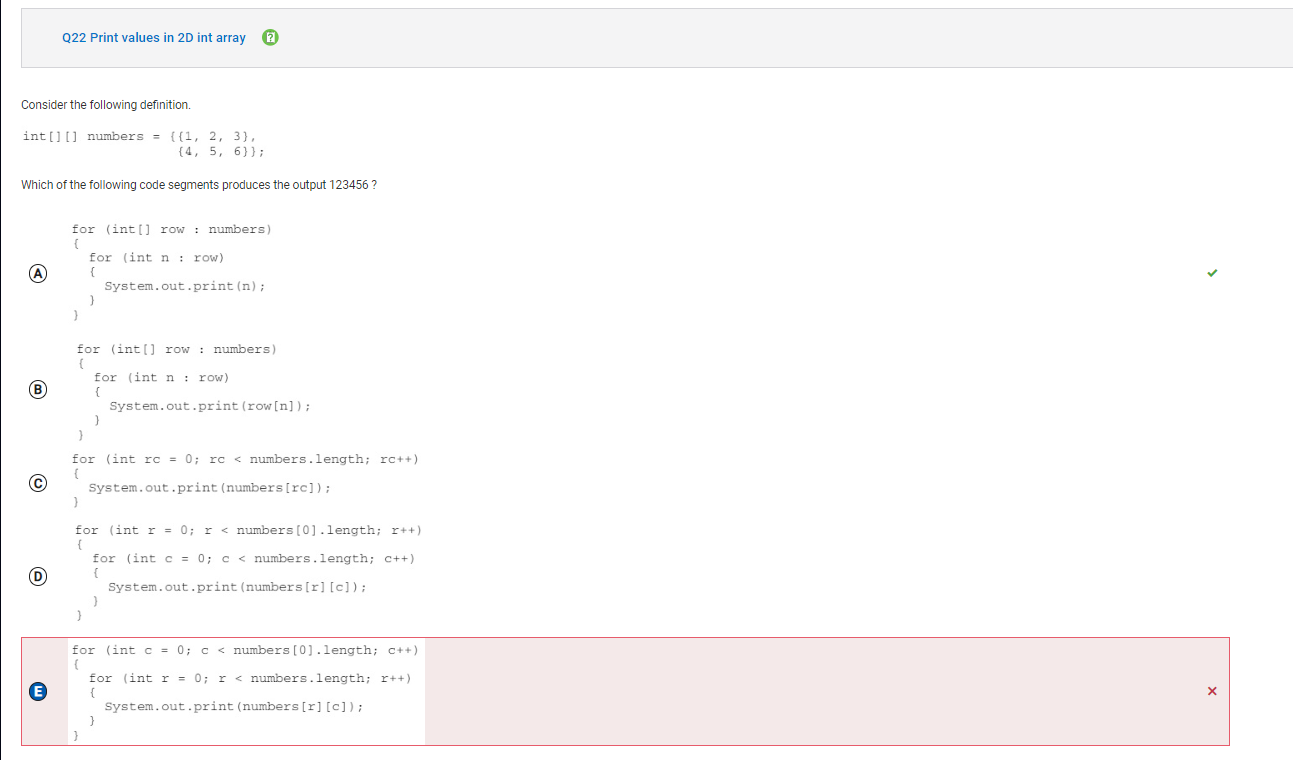 Q22 Print values in 2D int array
Consider the following definition.
int[][] numbers = {{1, 2, 3},
{4, 5, 6}};
Which of the following code segments produces the output 123456 ?
A
for (int[] row : numbers)
{
for (int n : row)
{
System.out.print(n);
}
}
B
for (int[] row : numbers)
{
for (int n : row)
{
System.out.print(row[n]);
}
}
C
for (int rc = 0; rc < numbers.length; rc++)
{
System.out.print(numbers[rc]);
}
D
for (int r = 0; r < numbers[0].length; r++)
{
for (int c = 0; c < numbers.length; c++)
{
System.out.print(numbers[r][c]);
}
}
E
for (int c = 0; c < numbers[0].length; c++)
{
for (int r = 0; r < numbers.length; r++)
{
System.out.print(numbers[r][c]);
}
}